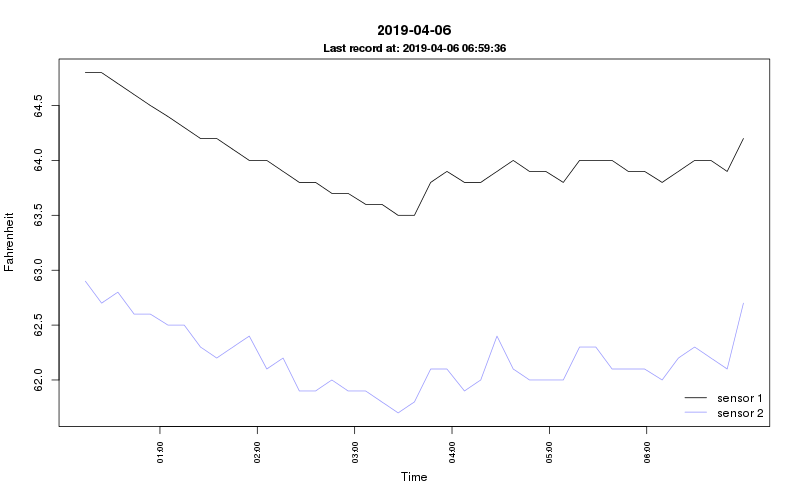 2019-04-06
Last record at: 2019-04-06 06:59:36
Fahrenheit
64.5
64.0
63.5
63.0
62.5
62.0
sensor 1
sensor 2
01:00 02:00 03:00 04:00 05:00 06:00
Time